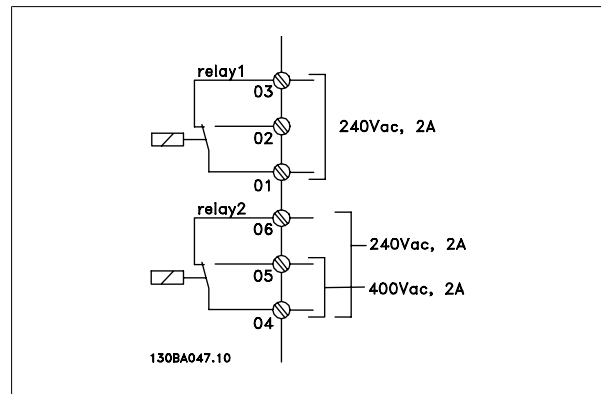 relay1
03
02
240Vac, 2A
01
relay2
06
240Vac, 2A
05
400Vac, 2A
04
130BA047.10